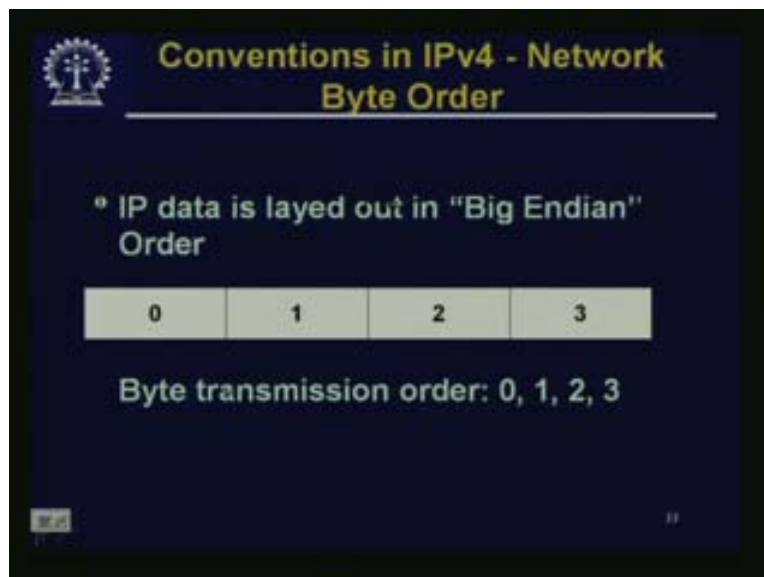 Conventions in IPv4 - Network
Byte Order
IP data is layed out in “Big Endian”
Order
0 1 2 3
Byte transmission order: 0, 1, 2, 3